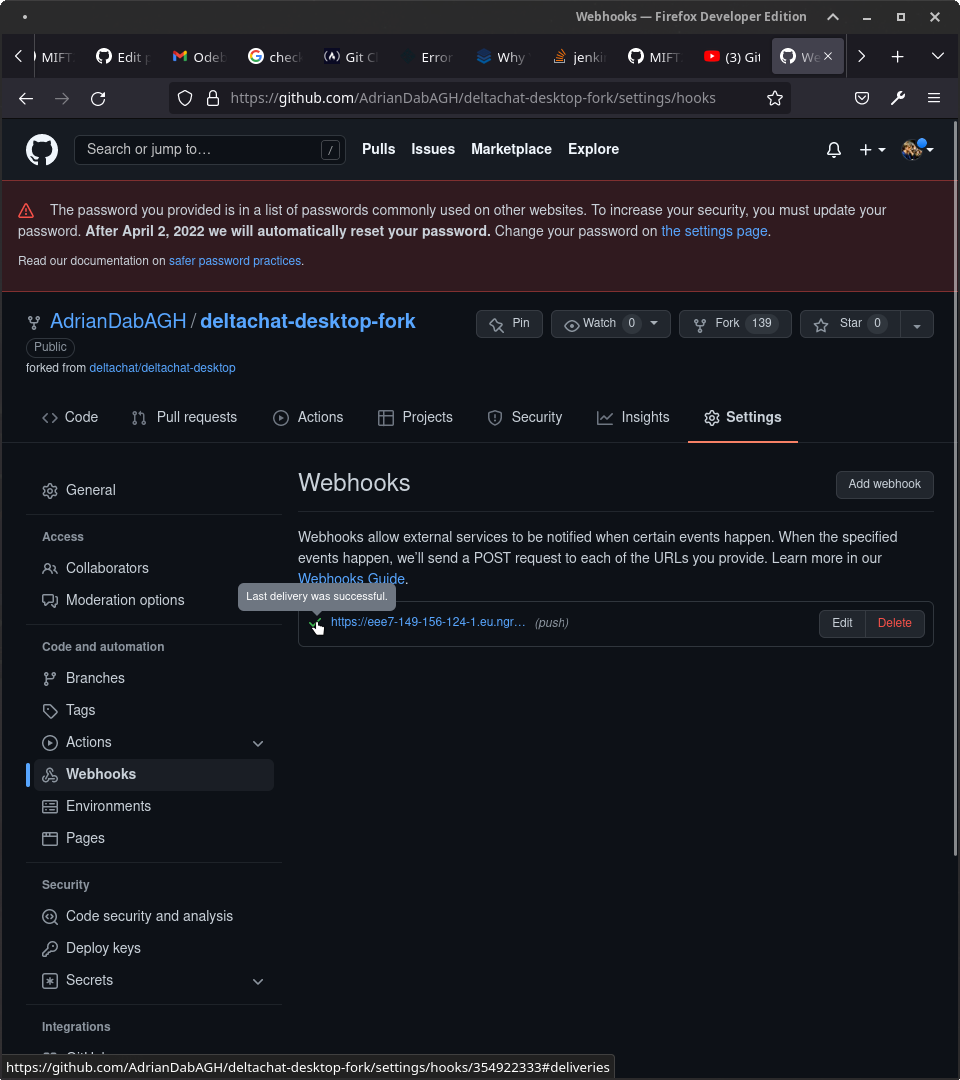 Webhooks — Firefox Developer Edition
MIFT
Edit p
Odeb
chec
Git C
Error
Why
jenki
MIFT
(3) Git
We
https://github.com/AdrianDabAGH/deltachat-desktop-fork/settings/hooks
Search or jump to…
/
Pulls
Issues
Marketplace
Explore
The password you provided is in a list of passwords commonly used on other websites. To increase your security, you must update your
password. After April 2, 2022 we will automatically reset your password. Change your password on the settings page.
Read our documentation on safer password practices.
AdrianDabAGH / deltachat-desktop-fork
Pin
Watch 0
Fork 139
Star 0
Public
forked from deltachat/deltachat-desktop
Code
Pull requests
Actions
Projects
Security
Insights
Settings
General
Access
Collaborators
Moderation options
Code and automation
Branches
Tags
Actions
Webhooks
Environments
Pages
Security
Code security and analysis
Deploy keys
Secrets
Integrations
Webhooks
Add webhook
Webhooks allow external services to be notified when certain events happen. When the specified
events happen, we'll send a POST request to each of the URLs you provide. Learn more in our
Webhooks Guide.
Last delivery was successful.
https://eee7-149-156-124-1.eu.ngr… (push)
Edit
Delete
https://github.com/AdrianDabAGH/deltachat-desktop-fork/settings/hooks/354922333#deliveries